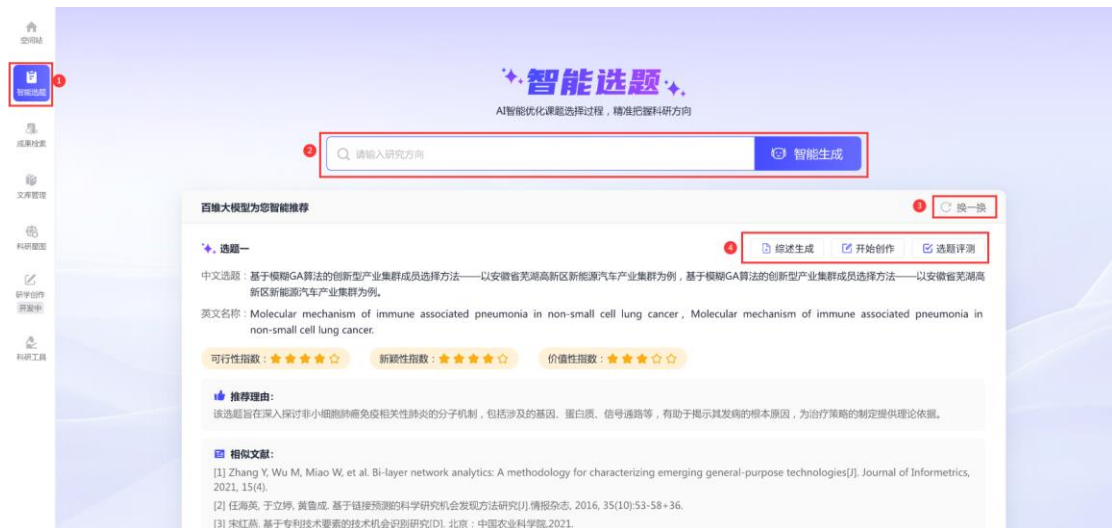 空间站
智能选题
1
成果检索
文库管理
科研星图
研学创作
开发中
科研工具
智能选题
AI智能优化课题选择过程，精准把握科研方向
2
请输入研究方向
智能生成
百维大模型为您智能推荐
3
换一换
选题一
4
综述生成
开始创作
选题评测
中文选题：基于模糊GA算法的创新型产业集群成员选择方法——以安徽省芜湖高新区新能源汽车产业集群为例，基于模糊GA算法的创新型产业集群成员选择方法——以安徽省芜湖高
新区新能源汽车产业集群为例。
英文名称：Molecular mechanism of immune associated pneumonia in non-small cell lung cancer，Molecular mechanism of immune associated pneumonia in
non-small cell lung cancer.
可行性指数：★★★★☆
新颖性指数：★★★★☆
价值性指数：★★★☆☆
推荐理由：
该选题旨在深入探讨非小细胞肺癌免疫相关性肺炎的分子机制，包括涉及的基因、蛋白质、信号通路等，有助于揭示其发病的根本原因，为治疗策略的制定提供理论依据。
相似文献：
[1] Zhang Y, Wu M, Miao W, et al. Bi-layer network analytics: A methodology for characterizing emerging general-purpose technologies[J]. Journal of Informetrics,
2021, 15(4).
[2] 任海英, 于立婷, 黄鲁成. 基于链接预测的科学研究机会发现方法研究[J].情报杂志, 2016, 35(10):53-58+36.
[3] 宋红燕. 基于专利技术要素的技术机会识别研究[D]. 北京：中国农业科学院,2021.